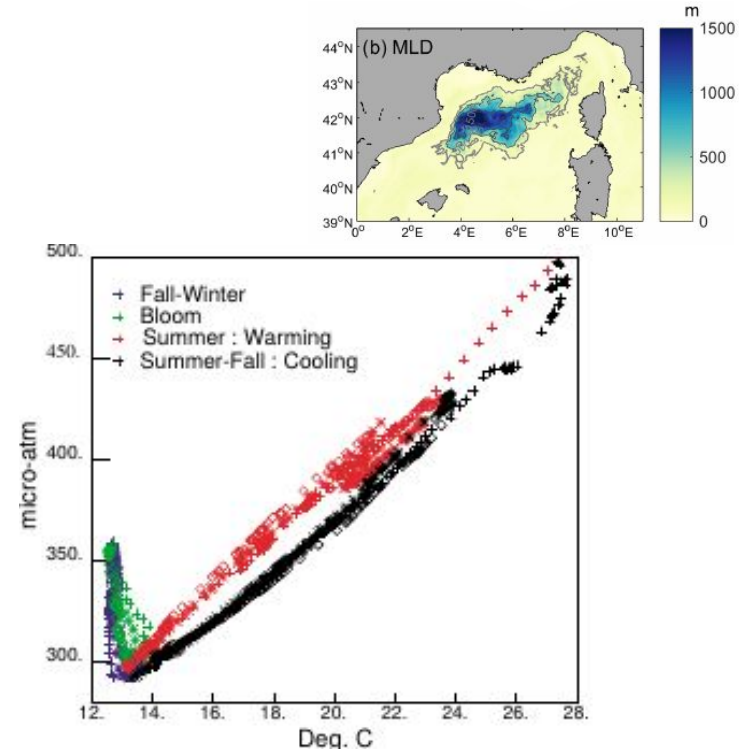 m
(b) MLD
44°N
43°N
42°N
41°N
40°N
39°N
0°
2°E
4°E
6°E
8°E
10°E
1500
1000
500
0
500.
450.
400.
350.
300.
micro-atm
Fall-Winter
Bloom
Summer : Warming
Summer-Fall : Cooling
12. 14. 16. 18. 20. 22. 24. 26. 28.
Deg. C